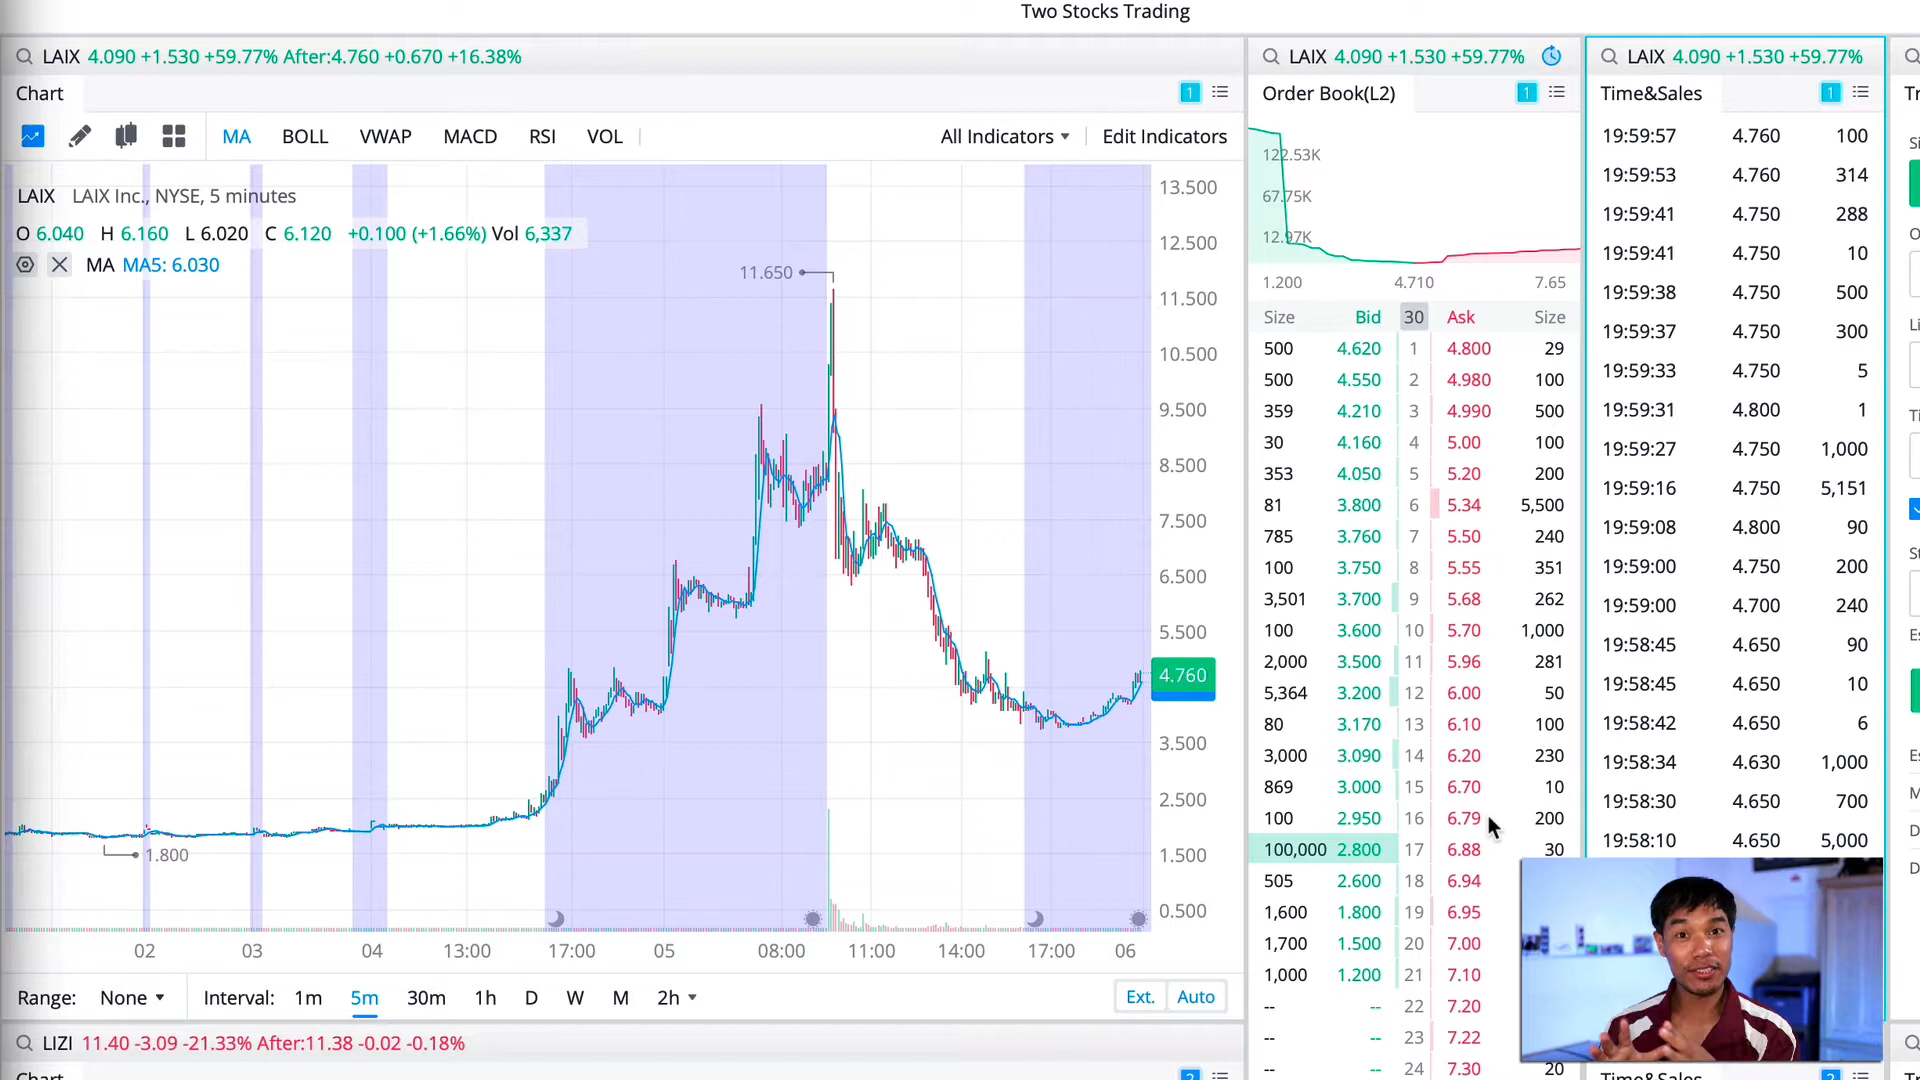 Two Stocks Trading
LAIX 4.090 +1.530 +59.77% After:4.760 +0.670 +16.38%
Chart
1
MA BOLL VWAP MACD RSI VOL
All Indicators Edit Indicators
LAIX LAIX Inc., NYSE, 5 minutes
O 6.040 H 6.160 L 6.020 C 6.120 +0.100 (+1.66%) Vol 6,337
MA MA5: 6.030
11.650
1.800
13.500
12.500
11.500
10.500
9.500
8.500
7.500
6.500
5.500
4.760
3.500
2.500
1.500
0.500
02 03 04 13:00 17:00 05 08:00 11:00 14:00 17:00 06
Range: None Interval: 1m 5m 30m 1h D W M 2h
Ext. Auto
LIZI 11.40 -3.09 -21.33% After:11.38 -0.02 -0.18%
Chart
2
LAIX 4.090 +1.530 +59.77%
Order Book(L2)
1
122.53K
67.75K
12.97K
1.200 4.710 7.65
Size Bid 30 Ask Size
500 4.620 1 4.800 29
500 4.550 2 4.980 100
359 4.210 3 4.990 500
30 4.160 4 5.00 100
353 4.050 5 5.20 200
81 3.800 6 5.34 5,500
785 3.760 7 5.50 240
100 3.750 8 5.55 351
3,501 3.700 9 5.68 262
100 3.600 10 5.70 1,000
2,000 3.500 11 5.96 281
5,364 3.200 12 6.00 50
80 3.170 13 6.10 100
3,000 3.090 14 6.20 230
869 3.000 15 6.70 10
100 2.950 16 6.79 200
100,000 2.800 17 6.88 30
505 2.600 18 6.94
1,600 1.800 19 6.95
1,700 1.500 20 7.00
1,000 1.200 21 7.10
-- -- 22 7.20
-- -- 23 7.22
-- -- 24 7.30 20
LAIX 4.090 +1.530 +59.77%
Time&Sales
1
19:59:57 4.760 100
19:59:53 4.760 314
19:59:41 4.750 288
19:59:41 4.750 10
19:59:38 4.750 500
19:59:37 4.750 300
19:59:33 4.750 5
19:59:31 4.800 1
19:59:27 4.750 1,000
19:59:16 4.750 5,151
19:59:08 4.800 90
19:59:00 4.750 200
19:59:00 4.700 240
19:58:45 4.650 90
19:58:45 4.650 10
19:58:42 4.650 6
19:58:34 4.630 1,000
19:58:30 4.650 700
19:58:10 4.650 5,000
Time&Sales
2